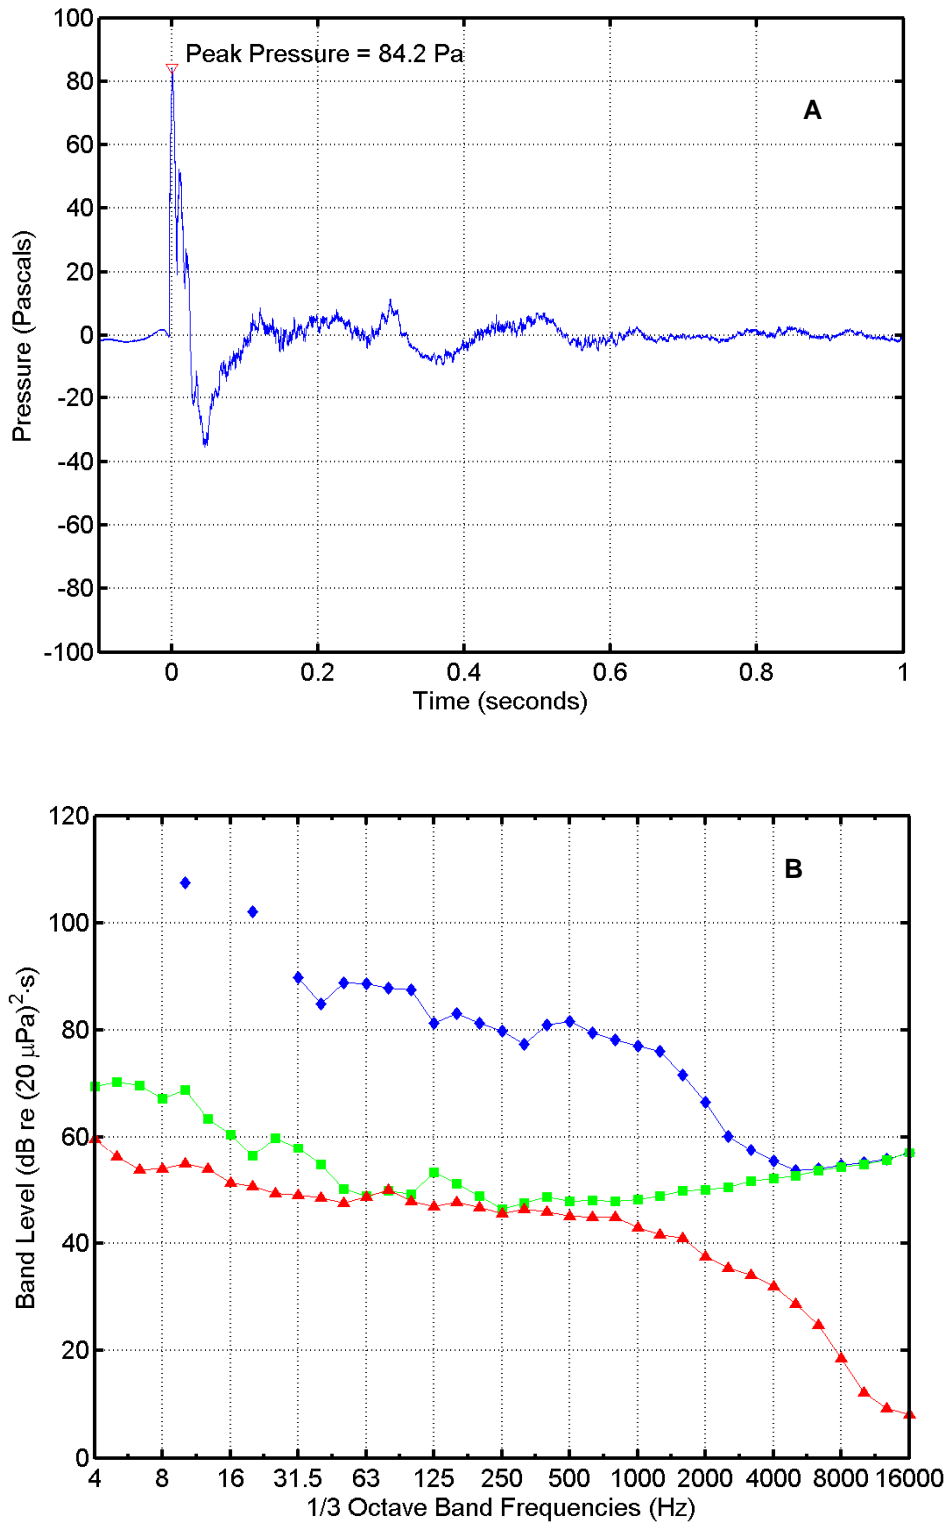 100
80
60
40
20
0
-20
-40
-60
-80
-100
Pressure (Pascals)
Peak Pressure = 84.2 Pa
A
0 0.2 0.4 0.6 0.8 1
Time (seconds)
120
100
80
60
40
20
0
Band Level (dB re (20 μPa)²·s)
B
4 8 16 31.5 63 125 250 500 1000 2000 4000 8000 16000
1/3 Octave Band Frequencies (Hz)